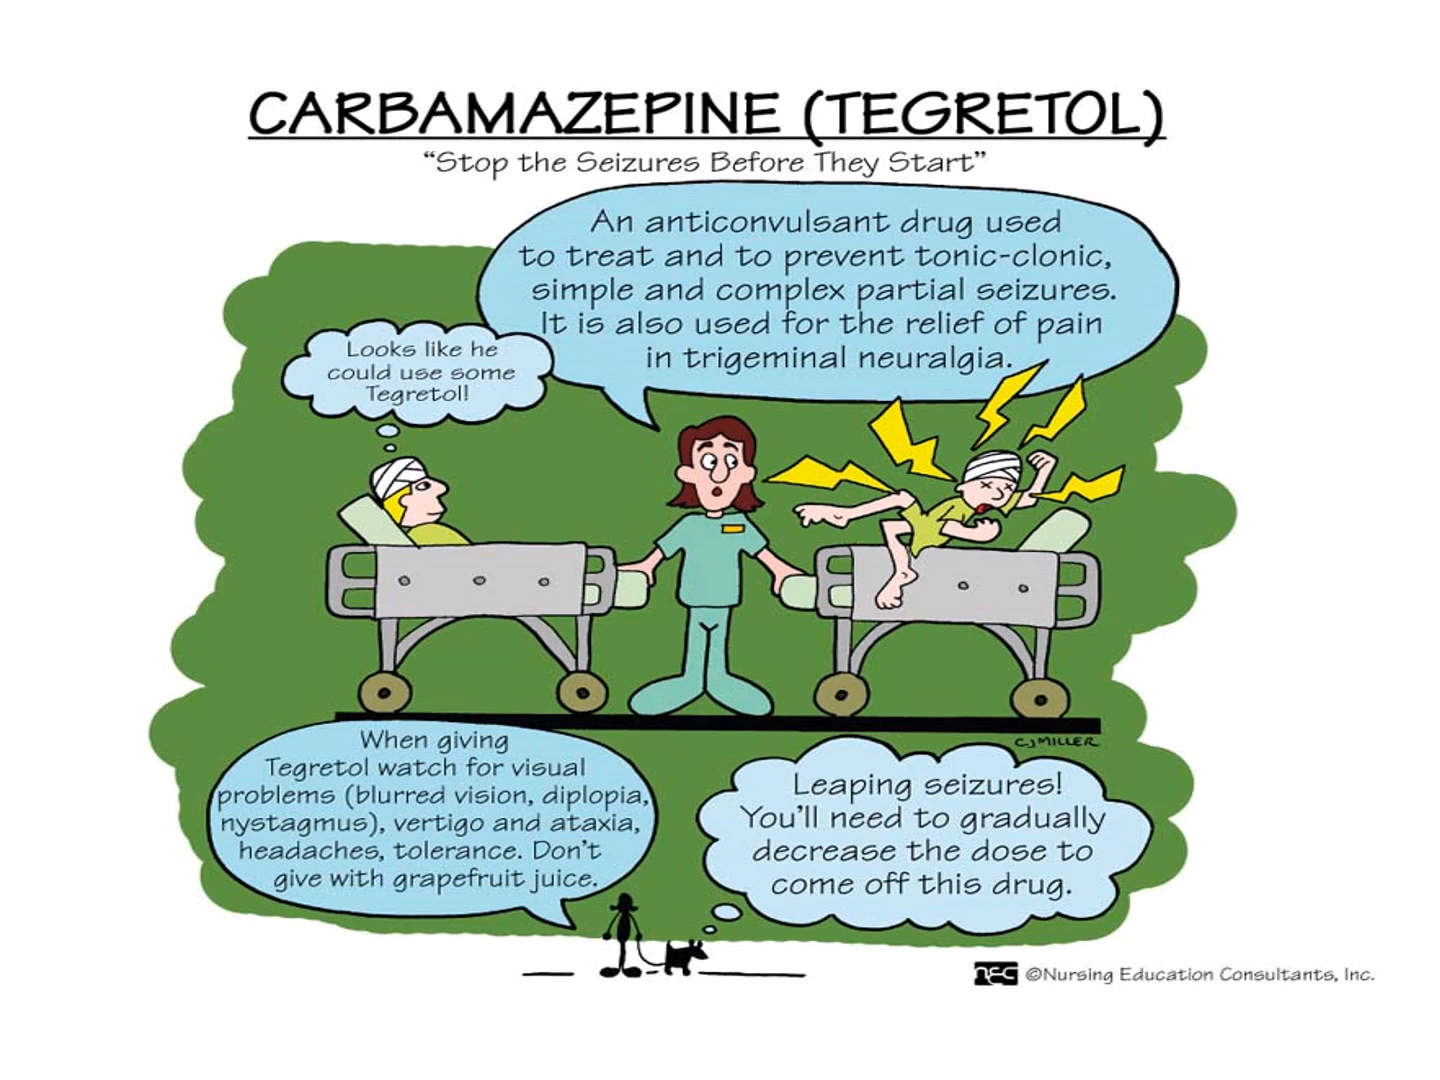 CARBAMAZEPINE (TEGRETOL)
“Stop the Seizures Before They Start”
An anticonvulsant drug used
to treat and to prevent tonic-clonic,
simple and complex partial seizures.
It is also used for the relief of pain
in trigeminal neuralgia.
Looks like he
could use some
Tegretol!
CJMILLER
When giving
Tegretol watch for visual
problems (blurred vision, diplopia,
nystagmus), vertigo and ataxia,
headaches, tolerance. Don't
give with grapefruit juice.
Leaping seizures!
You'll need to gradually
decrease the dose to
come off this drug.
nec ©Nursing Education Consultants, Inc.